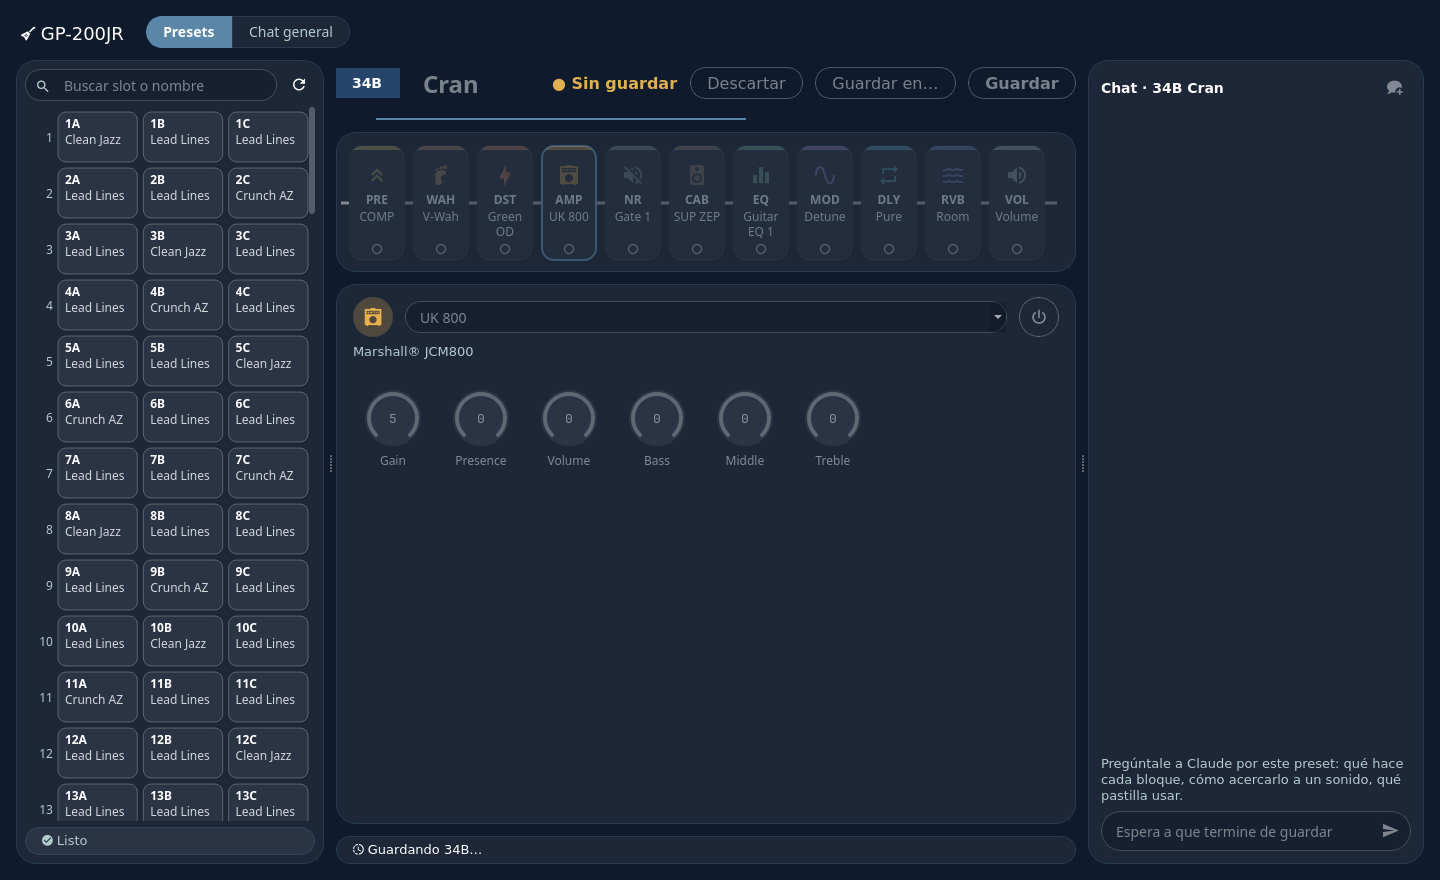 GP-200JR
Presets
Chat general
Buscar slot o nombre
1
1A
Clean Jazz
1B
Lead Lines
1C
Lead Lines
2
2A
Lead Lines
2B
Lead Lines
2C
Crunch AZ
3
3A
Lead Lines
3B
Clean Jazz
3C
Lead Lines
4
4A
Lead Lines
4B
Crunch AZ
4C
Lead Lines
5
5A
Lead Lines
5B
Lead Lines
5C
Clean Jazz
6
6A
Crunch AZ
6B
Lead Lines
6C
Lead Lines
7
7A
Lead Lines
7B
Lead Lines
7C
Crunch AZ
8
8A
Clean Jazz
8B
Lead Lines
8C
Lead Lines
9
9A
Lead Lines
9B
Crunch AZ
9C
Lead Lines
10
10A
Lead Lines
10B
Clean Jazz
10C
Lead Lines
11
11A
Crunch AZ
11B
Lead Lines
11C
Lead Lines
12
12A
Lead Lines
12B
Lead Lines
12C
Clean Jazz
13
13A
Lead Lines
13B
Lead Lines
13C
Lead Lines
Listo
34B
Cran
Sin guardar
Descartar
Guardar en...
Guardar
PRE
COMP
WAH
V-Wah
DST
Green
OD
AMP
UK 800
NR
Gate 1
CAB
SUP ZEP
EQ
Guitar
EQ 1
MOD
Detune
DLY
Pure
RVB
Room
VOL
Volume
UK 800
Marshall® JCM800
5
Gain
0
Presence
0
Volume
0
Bass
0
Middle
0
Treble
Guardando 34B...
Chat · 34B Cran
Pregúntale a Claude por este preset: qué hace
cada bloque, cómo acercarlo a un sonido, qué
pastilla usar.
Espera a que termine de guardar